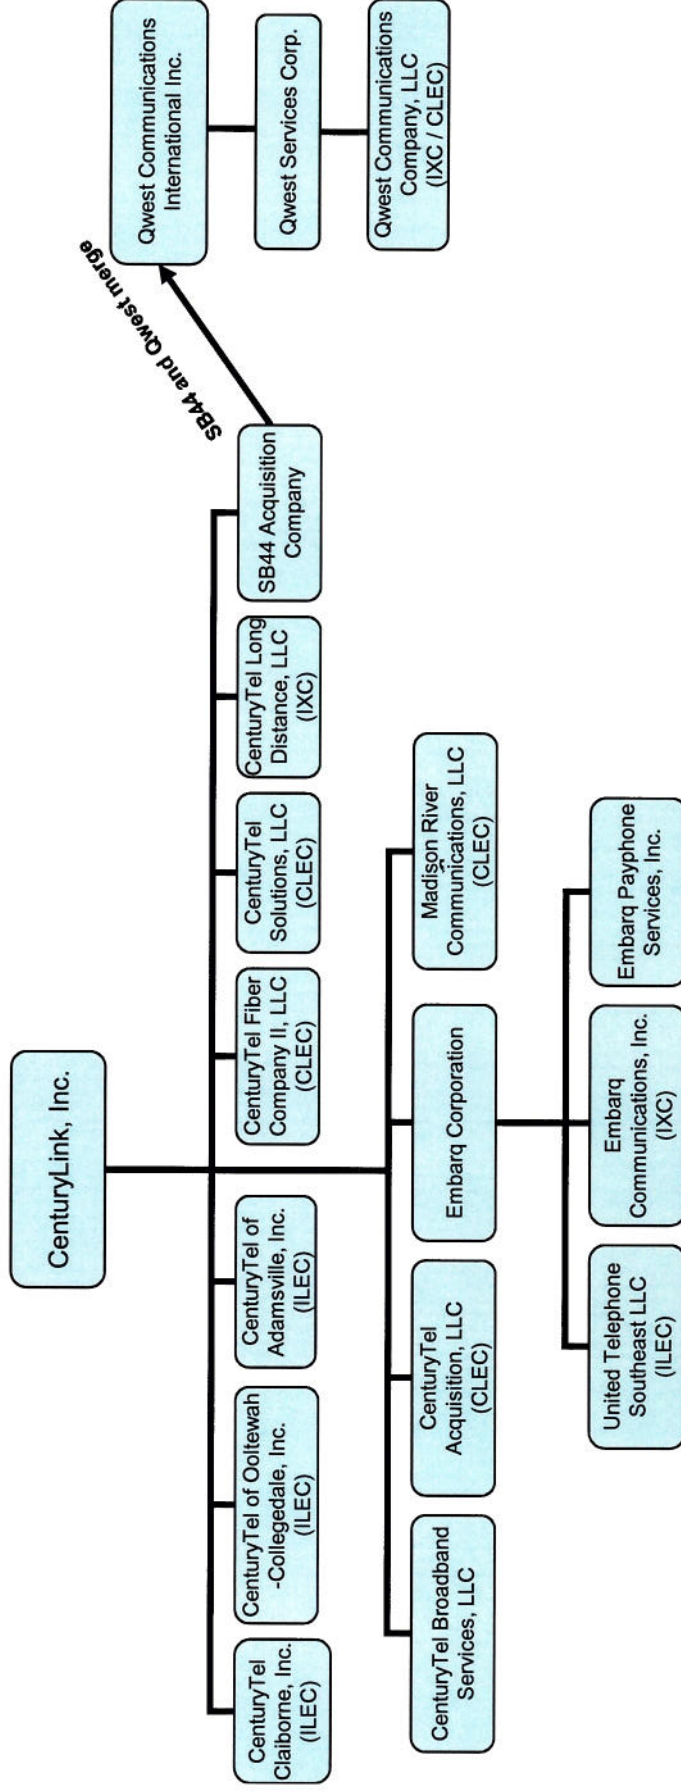 CenturyLink, Inc.
Qwest Communications
International Inc.
SB44 and Qwest merge
Qwest Services Corp.
Qwest Communications
Company, LLC
(IXC / CLEC)
CenturyTel
Claiborne, Inc.
(ILEC)
CenturyTel of Ooltewah
-Collegedale, Inc.
(ILEC)
CenturyTel of
Adamsville, Inc.
(ILEC)
CenturyTel Fiber
Company II, LLC
(CLEC)
CenturyTel
Solutions, LLC
(CLEC)
CenturyTel Long
Distance, LLC
(IXC)
SB44 Acquisition
Company
CenturyTel Broadband
Services, LLC
CenturyTel
Acquisition, LLC
(CLEC)
Embarq Corporation
Madison River
Communications, LLC
(CLEC)
United Telephone
Southeast LLC
(ILEC)
Embarq
Communications, Inc.
(IXC)
Embarq Payphone
Services, Inc.